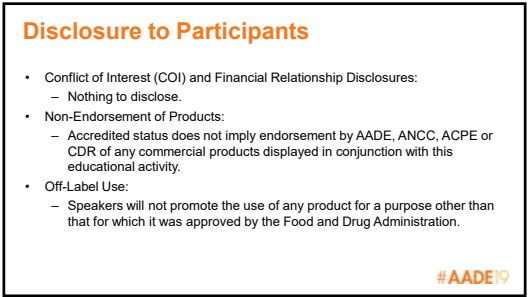 Disclosure to Participants
• Conflict of Interest (COI) and Financial Relationship Disclosures:
– Nothing to disclose.
• Non-Endorsement of Products:
– Accredited status does not imply endorsement by AADE, ANCC, ACPE or
CDR of any commercial products displayed in conjunction with this
educational activity.
• Off-Label Use:
– Speakers will not promote the use of any product for a purpose other than
that for which it was approved by the Food and Drug Administration.
#AADE19